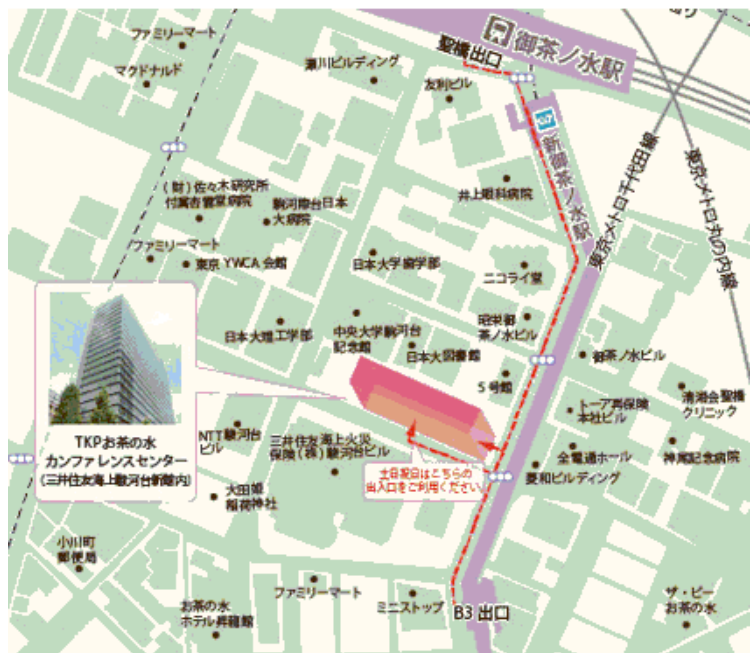 ファミリーマート
マクドナルド
瀬川ビルディング
聖橋出口
御茶ノ水駅
友利ビル
新御茶ノ水駅
(財)佐々木研究所
付属杏雲堂病院
駿河台日本
大病院
井上眼科病院
東京メトロ千代田線
東京メトロ丸の内線
ファミリーマート
東京 YWCA 会館
日本大学歯学部
ニコライ堂
日本大理工学部
中央大学駿河台
記念館
日本大図書館
昭栄御
茶ノ水ビル
御茶ノ水ビル
5号館
トーア再保険
本社ビル
清港会聖橋
クリニック
TKPお茶の水
カンファレンスセンター
(三井住友海上駿河台新館内)
NTT駿河台
ビル
三井住友海上火災
保険(株)駿河台ビル
土日祝日はこちらの
出入口をご利用ください
全電通ホール
神尾記念病院
菱和ビルディング
大田姫
稲荷神社
小川町
郵便局
ファミリーマート
ミニストップ
B3 出口
お茶の水
ホテル昇龍館
ザ・ビー
お茶の水